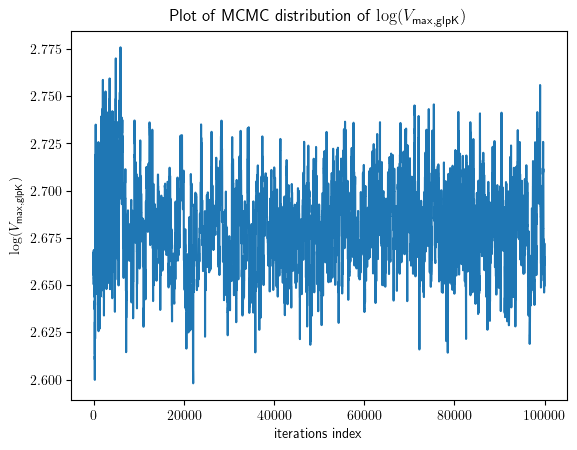 Plot of MCMC distribution of log(V_max,glpK)
log(V_max,glpK)
2.775
2.750
2.725
2.700
2.675
2.650
2.625
2.600
0 20000 40000 60000 80000 100000
iterations index